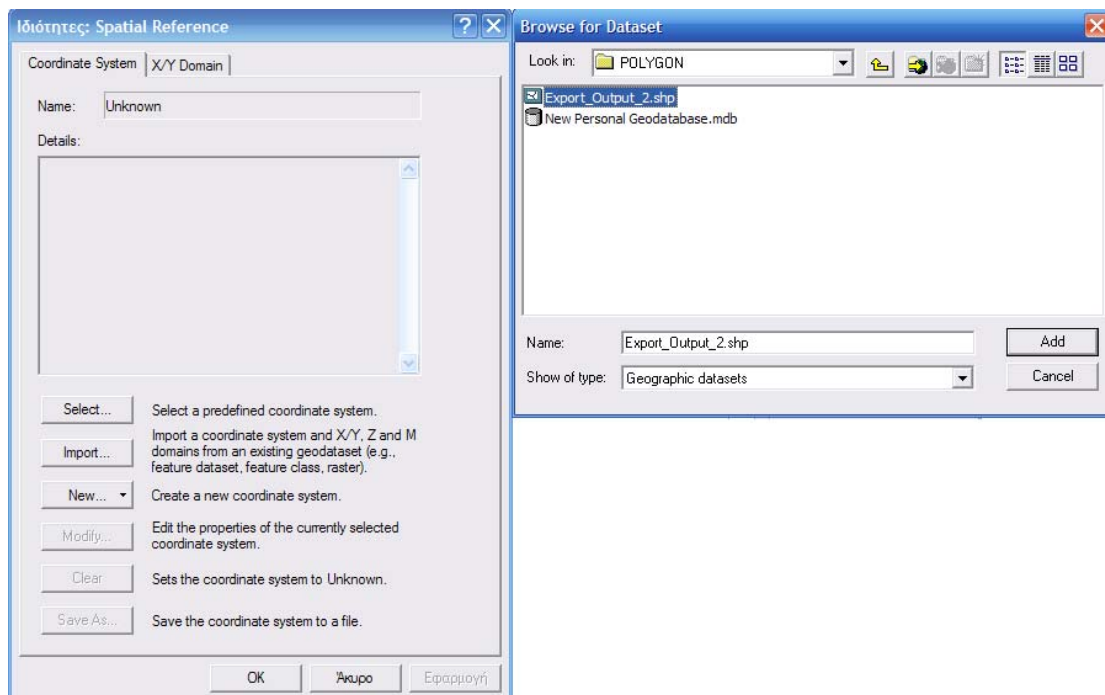 Ιδιότητες: Spatial Reference
Coordinate System
X/Y Domain
Name:
Unknown
Details:
Select...
Select a predefined coordinate system.
Import...
Import a coordinate system and X/Y, Z and M
domains from an existing geodataset (e.g.,
feature dataset, feature class, raster).
New...
Create a new coordinate system.
Modify...
Edit the properties of the currently selected
coordinate system.
Clear
Sets the coordinate system to Unknown.
Save As...
Save the coordinate system to a file.
OK
Άκυρο
Εφαρμογή
Browse for Dataset
Look in:
POLYGON
Export_Output_2.shp
New Personal Geodatabase.mdb
Name:
Export_Output_2.shp
Add
Show of type:
Geographic datasets
Cancel